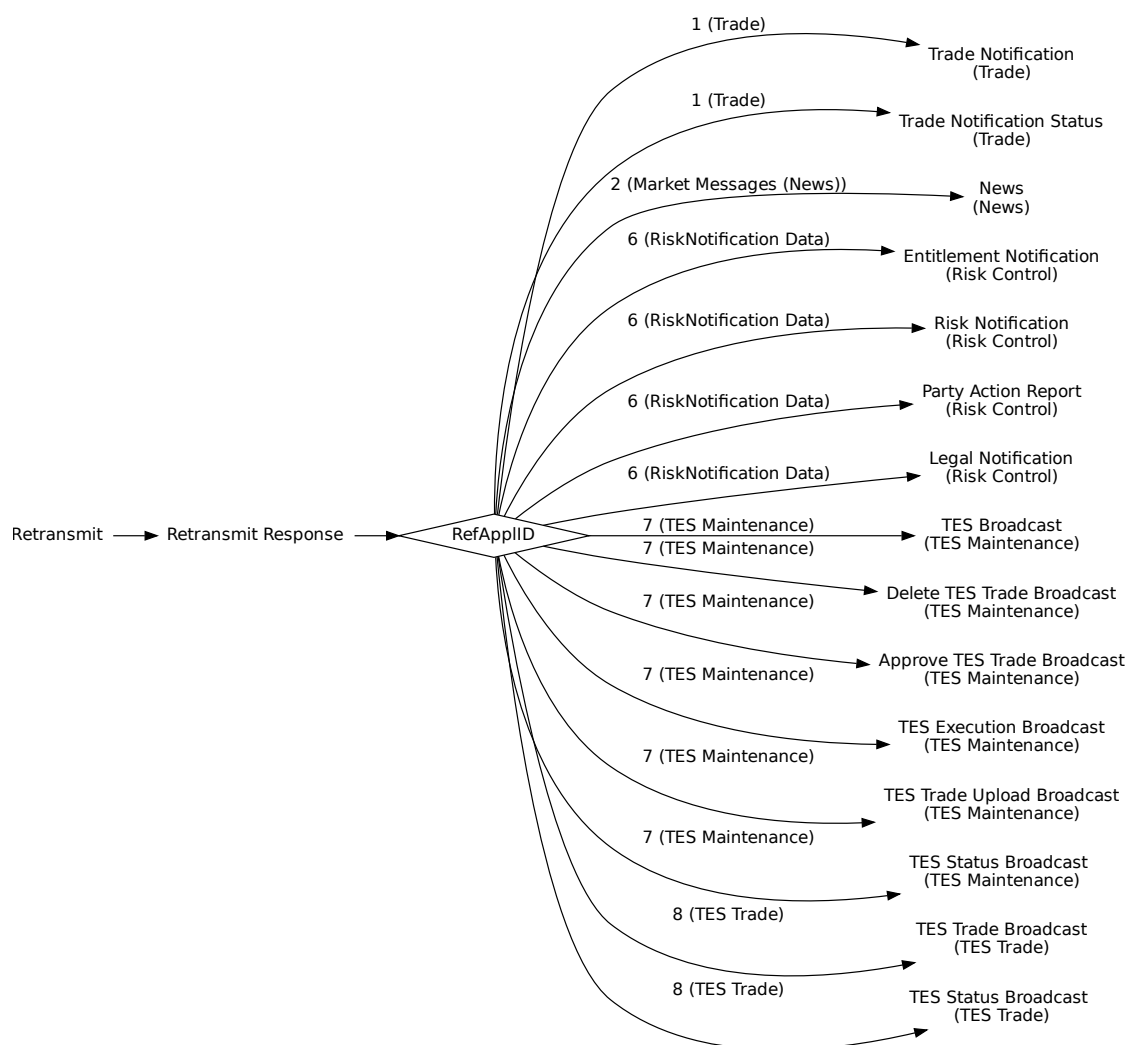 1 (Trade)
Trade Notification
(Trade)
1 (Trade)
Trade Notification Status
(Trade)
2 (Market Messages (News))
News
(News)
6 (RiskNotification Data)
Entitlement Notification
(Risk Control)
6 (RiskNotification Data)
Risk Notification
(Risk Control)
6 (RiskNotification Data)
Party Action Report
(Risk Control)
6 (RiskNotification Data)
Legal Notification
(Risk Control)
Retransmit
Retransmit Response
RefApplID
7 (TES Maintenance)
TES Broadcast
(TES Maintenance)
7 (TES Maintenance)
Delete TES Trade Broadcast
(TES Maintenance)
7 (TES Maintenance)
Approve TES Trade Broadcast
(TES Maintenance)
7 (TES Maintenance)
TES Execution Broadcast
(TES Maintenance)
7 (TES Maintenance)
TES Trade Upload Broadcast
(TES Maintenance)
7 (TES Maintenance)
TES Status Broadcast
(TES Maintenance)
8 (TES Trade)
TES Trade Broadcast
(TES Trade)
8 (TES Trade)
TES Status Broadcast
(TES Trade)